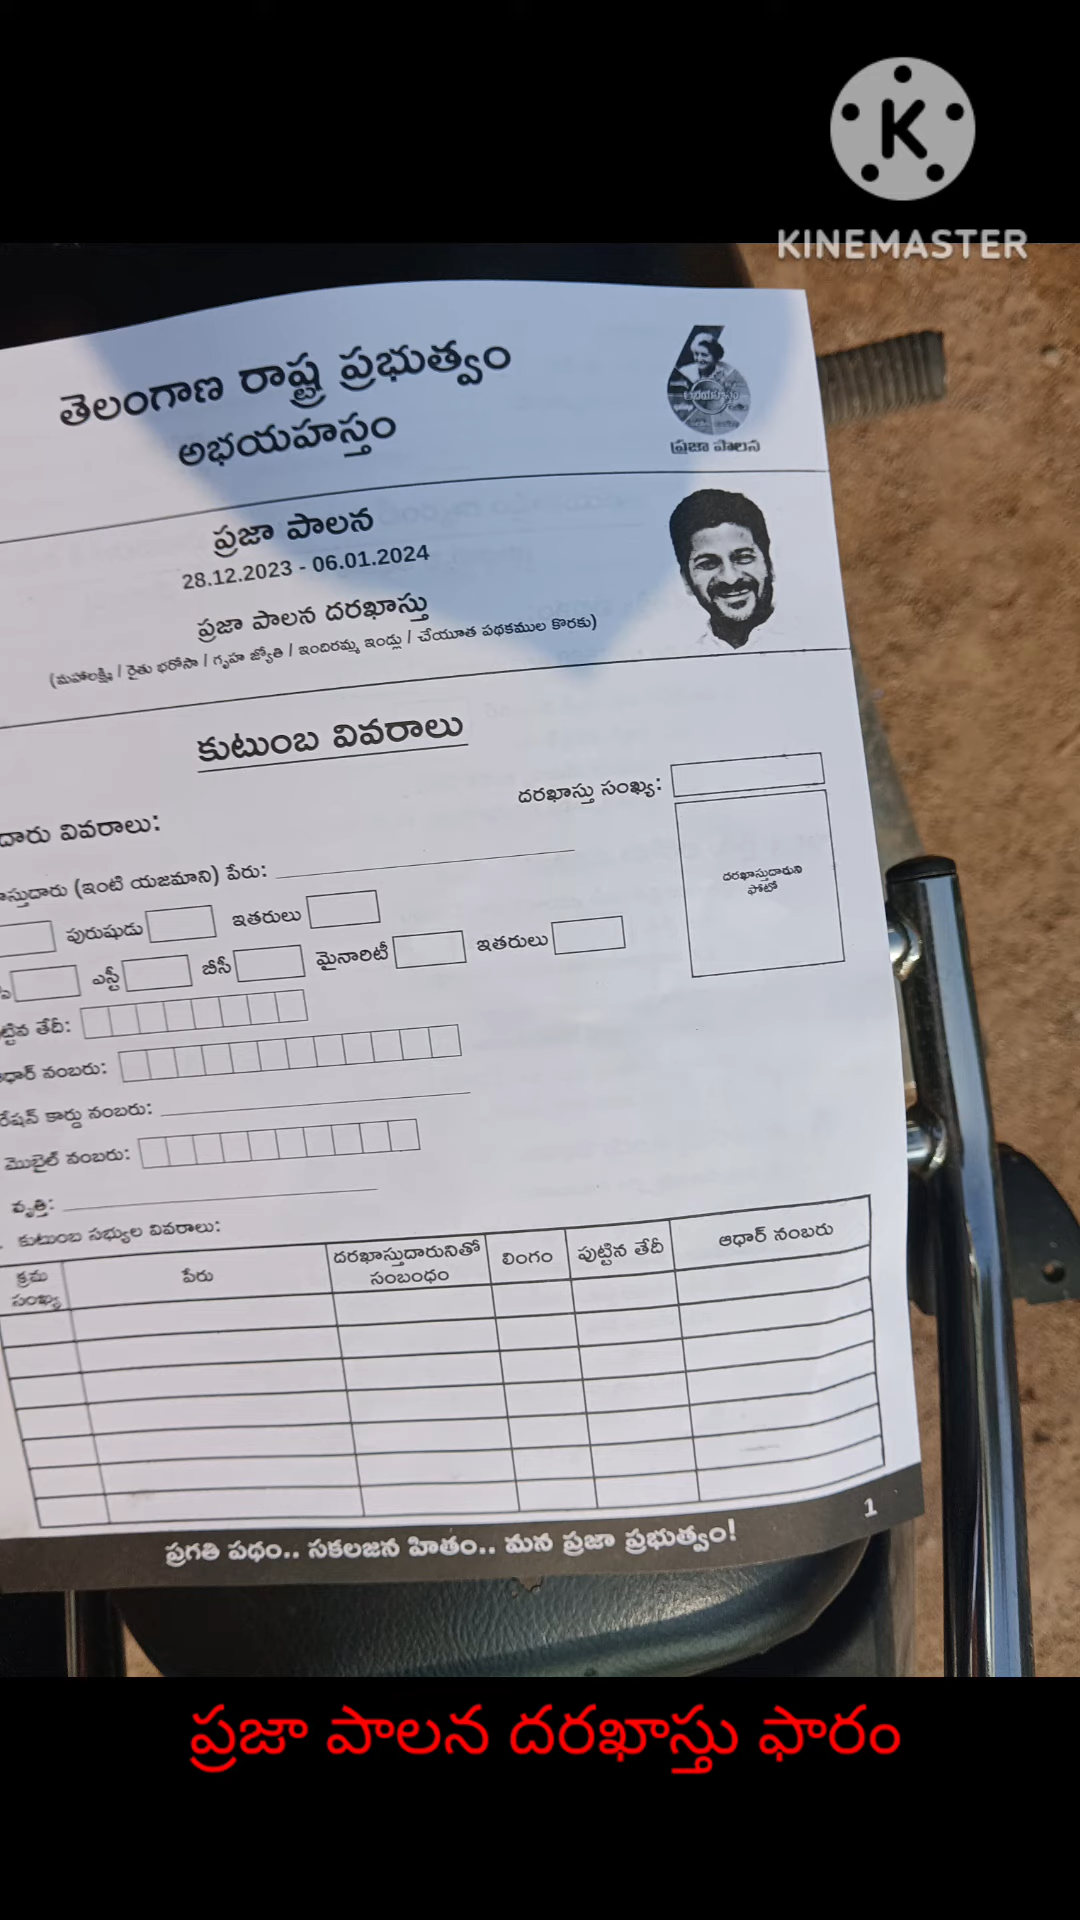 KINEMASTER
తెలంగాణ రాష్ట్ర ప్రభుత్వం
అభయహస్తం
అభయహస్తం
ప్రజా పాలన
ప్రజా పాలన
28.12.2023 - 06.01.2024
ప్రజా పాలన దరఖాస్తు
(మహాలక్ష్మి / రైతు భరోసా / గృహ జ్యోతి / ఇందిరమ్మ ఇండ్లు / చేయూత పథకముల కొరకు)
కుటుంబ వివరాలు
దరఖాస్తు సంఖ్య:
దారు వివరాలు:
దరఖాస్తుదారుని
ఫోటో
స్తుదారు (ఇంటి యజమాని) పేరు:
పురుషుడు ఇతరులు
ఎస్టీ బీసీ మైనారిటీ ఇతరులు
ట్టిన తేదీ:
ధార్ నంబరు:
రేషన్ కార్డు నంబరు:
మొబైల్ నంబరు:
వృత్తి:
కుటుంబ సభ్యుల వివరాలు:
క్రమ సంఖ్య పేరు దరఖాస్తుదారునితో సంబంధం లింగం పుట్టిన తేదీ ఆధార్ నంబరు
1
ప్రగతి పథం.. సకలజన హితం.. మన ప్రజా ప్రభుత్వం!
ప్రజా పాలన దరఖాస్తు ఫారం